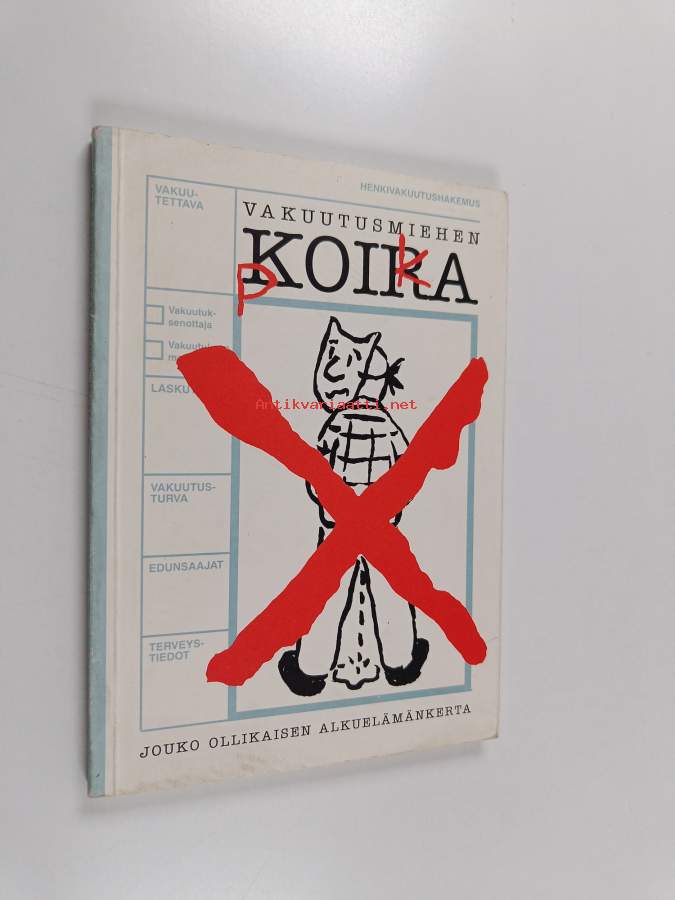 HENKIVAKUUTUSHAKEMUS
VAKUU-
TETTAVA
VAKUUTUSMIEHEN
KOIRA
p k
Vakuutuk-
senottaja
LASKU
VAKUUTUS-
TURVA
EDUNSAAJAT
TERVEYS-
TIEDOT
Antikvariaatti.net
JOUKO OLLIKAISEN ALKUELÄMÄNKERTA